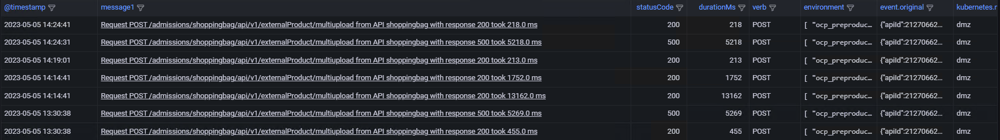 @timestamp message1 statusCode durationMs verb environment event.original kubernetes.r
2023-05-05 14:24:41 Request POST /admissions/shoppingbag/api/v1/externalProduct/multiupload from API shoppingbag with response 200 took 218.0 ms 200 218 POST [ "ocp_preproduc... {"apiId":21270662... dmz
2023-05-05 14:24:31 Request POST /admissions/shoppingbag/api/v1/externalProduct/multiupload from API shoppingbag with response 500 took 5218.0 ms 500 5218 POST [ "ocp_preproduc... {"apiId":21270662... dmz
2023-05-05 14:19:01 Request POST /admissions/shoppingbag/api/v1/externalProduct/multiupload from API shoppingbag with response 200 took 213.0 ms 200 213 POST [ "ocp_preproduc... {"apiId":21270662... dmz
2023-05-05 14:14:41 Request POST /admissions/shoppingbag/api/v1/externalProduct/multiupload from API shoppingbag with response 200 took 1752.0 ms 200 1752 POST [ "ocp_preproduc... {"apiId":21270662... dmz
2023-05-05 14:14:41 Request POST /admissions/shoppingbag/api/v1/externalProduct/multiupload from API shoppingbag with response 200 took 13162.0 ms 200 13162 POST [ "ocp_preproduc... {"apiId":21270662... dmz
2023-05-05 13:30:38 Request POST /admissions/shoppingbag/api/v1/externalProduct/multiupload from API shoppingbag with response 500 took 5269.0 ms 500 5269 POST [ "ocp_preproduc... {"apiId":21270662... dmz
2023-05-05 13:30:38 Request POST /admissions/shoppingbag/api/v1/externalProduct/multiupload from API shoppingbag with response 200 took 455.0 ms 200 455 POST [ "ocp_preproduc... {"apiId":21270662... dmz